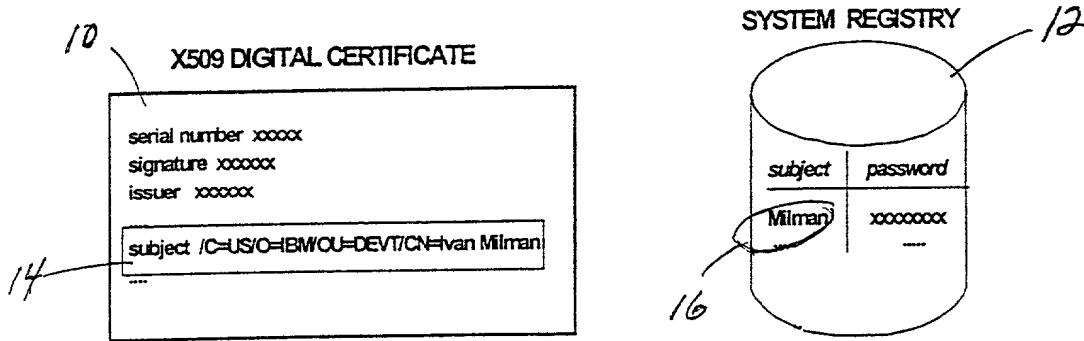 10
X509 DIGITAL CERTIFICATE
serial number xxxxx
signature xxxxxx
issuer xxxxxx
subject /C=US/O=IBM/OU=DEVT/CN=Ivan Milman
....
14
SYSTEM REGISTRY
12
subject password
Milman xxxxxxxx
.... ....
16